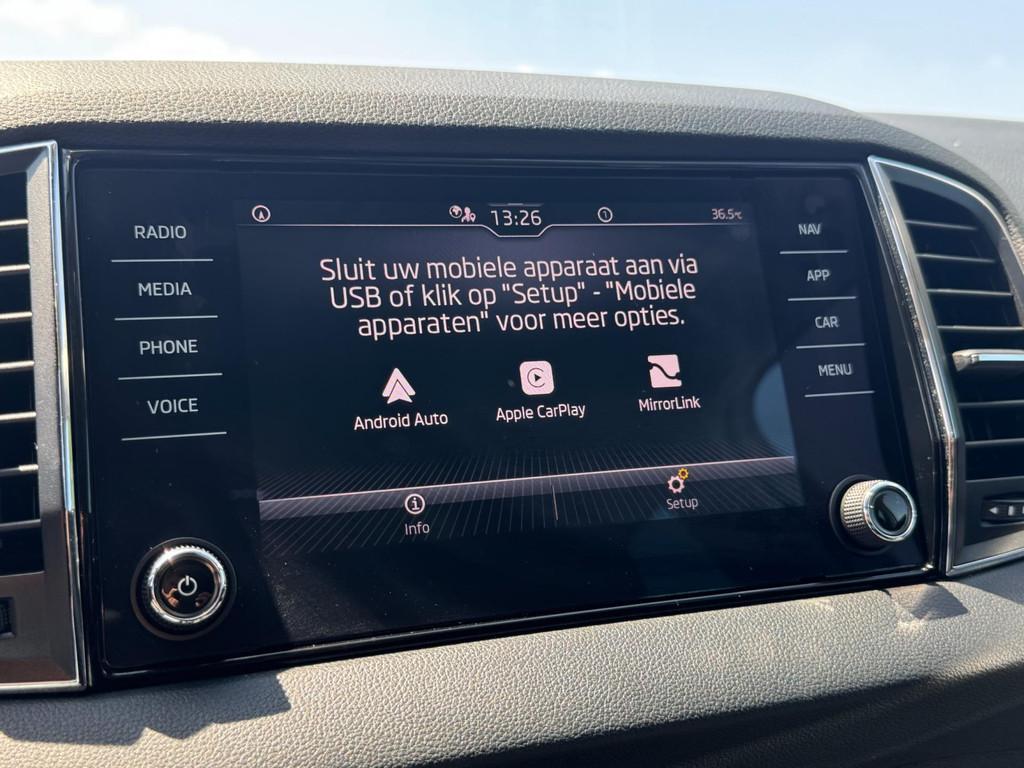 RADIO
MEDIA
PHONE
VOICE
13:26
1
36.5°C
Sluit uw mobiele apparaat aan via
USB of klik op "Setup" - "Mobiele
apparaten" voor meer opties.
Android Auto
Apple CarPlay
MirrorLink
Info
Setup
NAV
APP
CAR
MENU